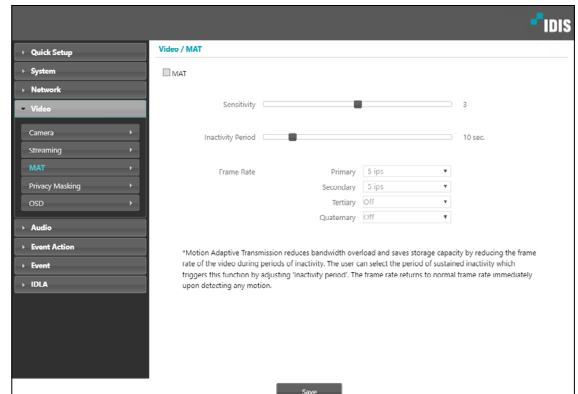 IDIS
Quick Setup
System
Network
Video
Camera
Streaming
MAT
Privacy Masking
OSD
Audio
Event Action
Event
IDLA
Video / MAT
MAT
Sensitivity 3
Inactivity Period 10 sec.
Frame Rate Primary 5 ips
Secondary 5 ips
Tertiary Off
Quaternary Off
*Motion Adaptive Transmission reduces bandwidth overload and saves storage capacity by reducing the frame
rate of the video during periods of inactivity. The user can select the period of sustained inactivity which
triggers this function by adjusting 'Inactivity period'. The frame rate returns to normal frame rate immediately
upon detecting any motion.
Save